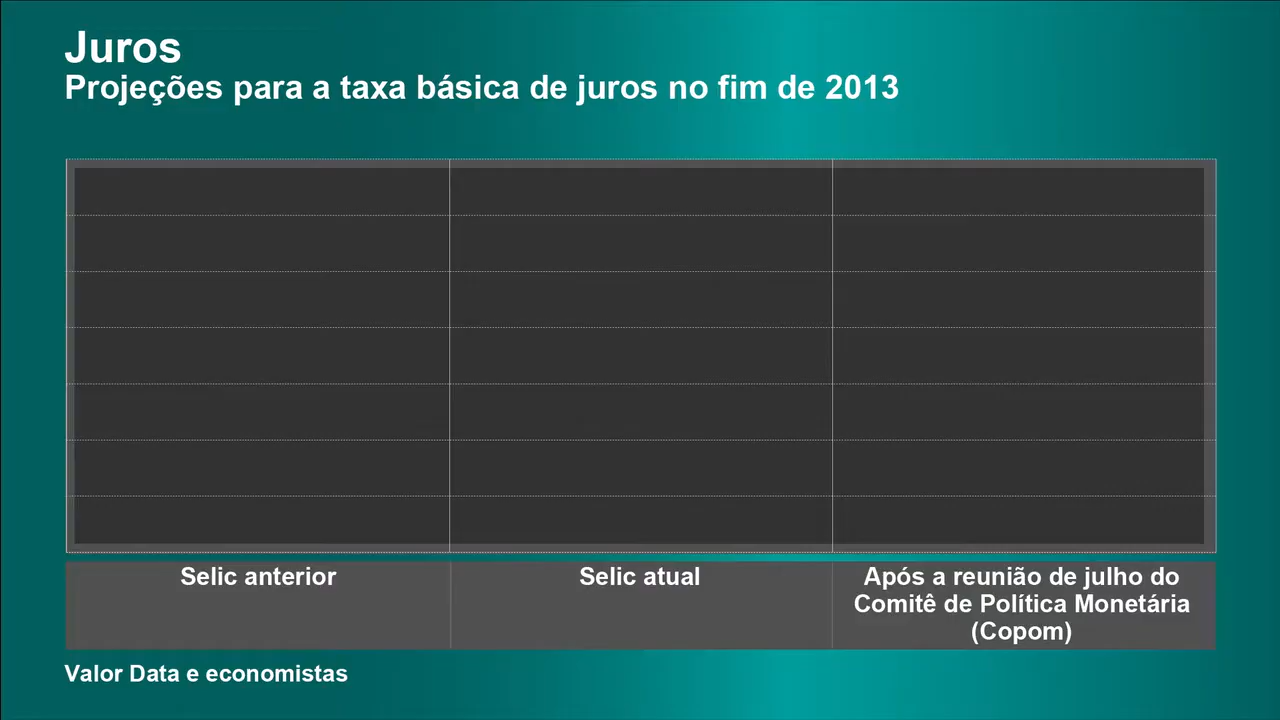 Juros
Projeções para a taxa básica de juros no fim de 2013
Selic anterior
Selic atual
Após a reunião de julho do
Comitê de Política Monetária
(Copom)
Valor Data e economistas